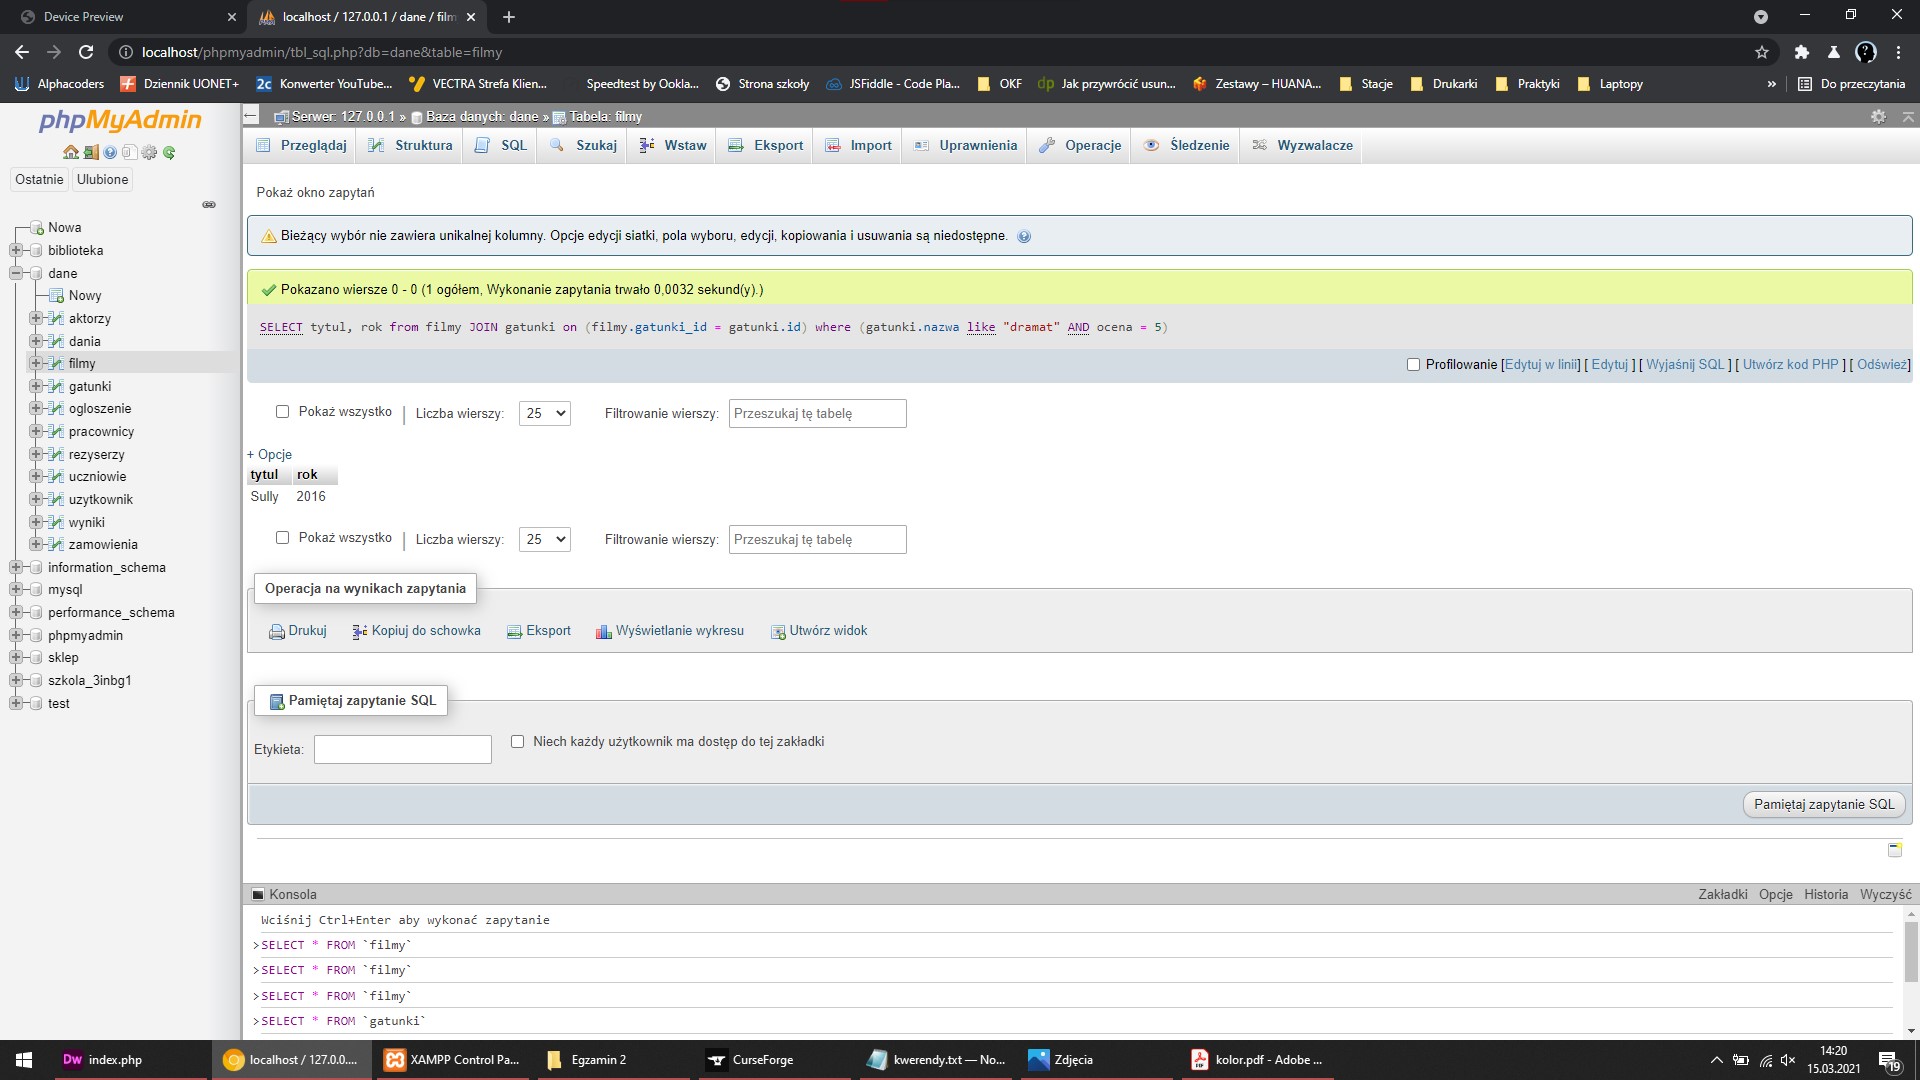 Device Preview
localhost / 127.0.0.1 / dane / film
localhost/phpmyadmin/tbl_sql.php?db=dane&table=filmy
Alphacoders
Dziennik UONET+
2c Konwerter YouTube...
VECTRA Strefa Klien...
Speedtest by Ookla...
Strona szkoły
JSFiddle - Code Pla...
OKF
dp Jak przywrócić usun...
Zestawy – HUANA...
Stacje
Drukarki
Praktyki
Laptopy
»
Do przeczytania
phpMyAdmin
Ostatnie
Ulubione
Nowa
biblioteka
dane
Nowy
aktorzy
dania
filmy
gatunki
ogloszenie
pracownicy
rezyserzy
uczniowie
uzytkownik
wyniki
zamowienia
information_schema
mysql
performance_schema
phpmyadmin
sklep
szkola_3inbg1
test
Serwer: 127.0.0.1 » Baza danych: dane » Tabela: filmy
Przeglądaj
Struktura
SQL
Szukaj
Wstaw
Eksport
Import
Uprawnienia
Operacje
Śledzenie
Wyzwalacze
Pokaż okno zapytań
Bieżący wybór nie zawiera unikalnej kolumny. Opcje edycji siatki, pola wyboru, edycji, kopiowania i usuwania są niedostępne.
Pokazano wiersze 0 - 0 (1 ogółem, Wykonanie zapytania trwało 0,0032 sekund(y).)
SELECT tytul, rok from filmy JOIN gatunki on (filmy.gatunki_id = gatunki.id) where (gatunki.nazwa like "dramat" AND ocena = 5)
Profilowanie [Edytuj w linii] [ Edytuj ] [ Wyjaśnij SQL ] [ Utwórz kod PHP ] [ Odśwież]
Pokaż wszystko | Liczba wierszy: 25 Filtrowanie wierszy: Przeszukaj tę tabelę
+ Opcje
tytul rok
Sully 2016
Pokaż wszystko | Liczba wierszy: 25 Filtrowanie wierszy: Przeszukaj tę tabelę
Operacja na wynikach zapytania
Drukuj
Kopiuj do schowka
Eksport
Wyświetlanie wykresu
Utwórz widok
Pamiętaj zapytanie SQL
Etykieta:
Niech każdy użytkownik ma dostęp do tej zakładki
Pamiętaj zapytanie SQL
Konsola
Zakładki Opcje Historia Wyczyść
Wciśnij Ctrl+Enter aby wykonać zapytanie
>SELECT * FROM `filmy`
>SELECT * FROM `filmy`
>SELECT * FROM `filmy`
>SELECT * FROM `gatunki`
Dw index.php
localhost / 127.0.0....
XAMPP Control Pa...
Egzamin 2
CurseForge
kwerendy.txt — No...
Zdjęcia
kolor.pdf - Adobe ...
14:20
15.03.2021
19